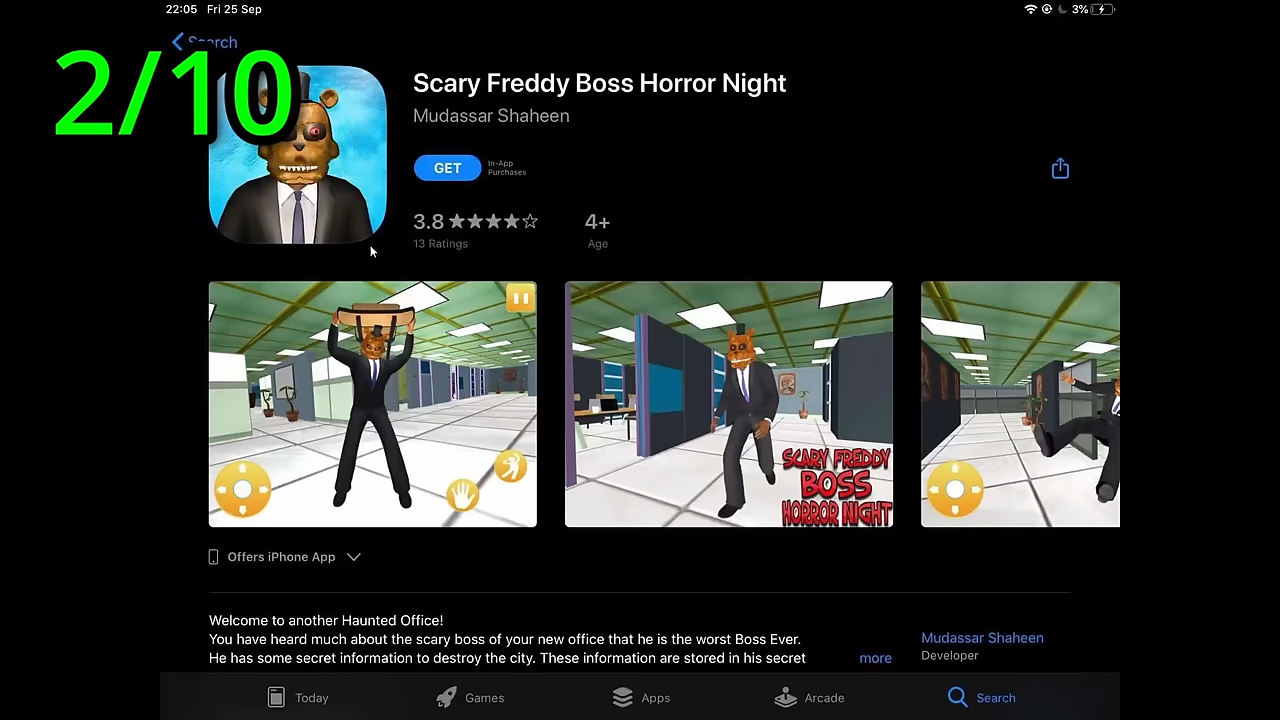 22:05 Fri 25 Sep
3%
Search
2/10
Scary Freddy Boss Horror Night
Mudassar Shaheen
GET
In-App
Purchases
3.8
4+
13 Ratings
Age
SCARY FREDDY
BOSS
HORROR NIGHT
Offers iPhone App
Welcome to another Haunted Office!
You have heard much about the scary boss of your new office that he is the worst Boss Ever.
He has some secret information to destroy the city. These information are stored in his secret
more
Mudassar Shaheen
Developer
Today
Games
Apps
Arcade
Search